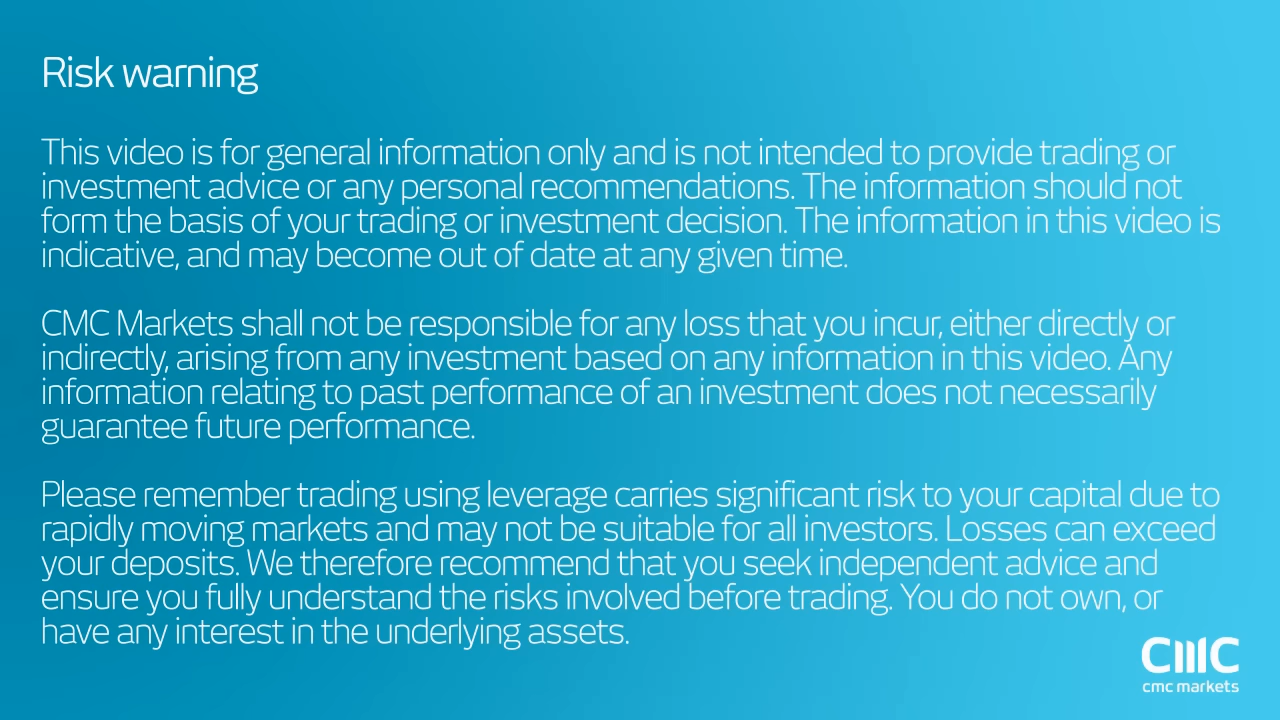 Risk warning
This video is for general information only and is not intended to provide trading or
investment advice or any personal recommendations. The information should not
form the basis of your trading or investment decision. The information in this video is
indicative, and may become out of date at any given time.
CMC Markets shall not be responsible for any loss that you incur, either directly or
indirectly, arising from any investment based on any information in this video. Any
information relating to past performance of an investment does not necessarily
guarantee future performance.
Please remember trading using leverage carries significant risk to your capital due to
rapidly moving markets and may not be suitable for all investors. Losses can exceed
your deposits. We therefore recommend that you seek independent advice and
ensure you fully understand the risks involved before trading. You do not own, or
have any interest in the underlying assets.
CMC
cmc markets